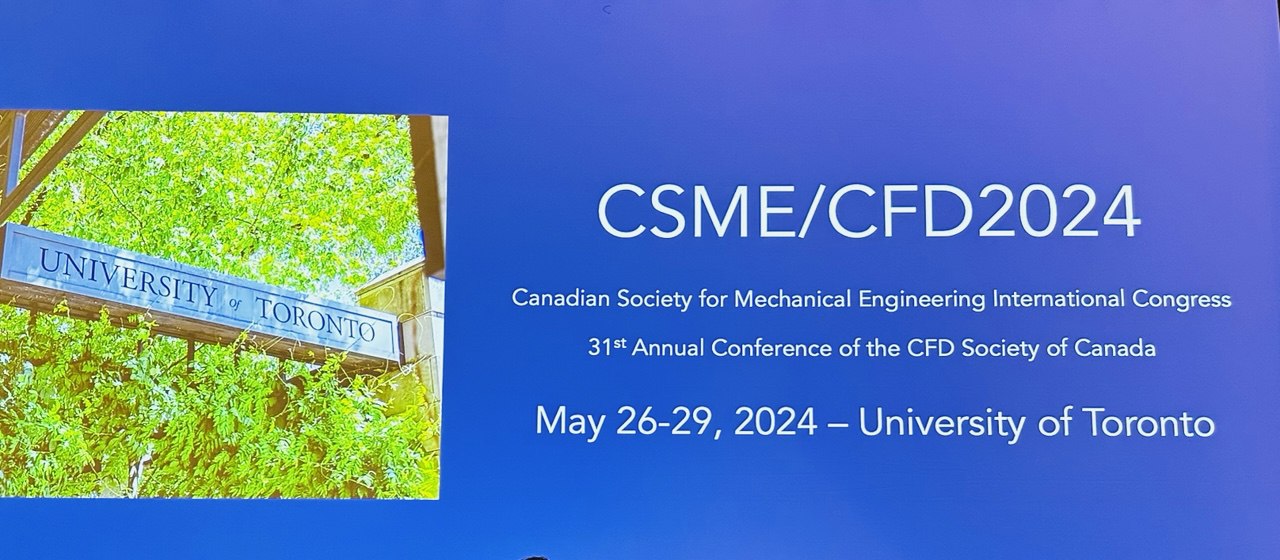 UNIVERSITY of TORONTO
CSME/CFD2024
Canadian Society for Mechanical Engineering International Congress
31st Annual Conference of the CFD Society of Canada
May 26-29, 2024 – University of Toronto